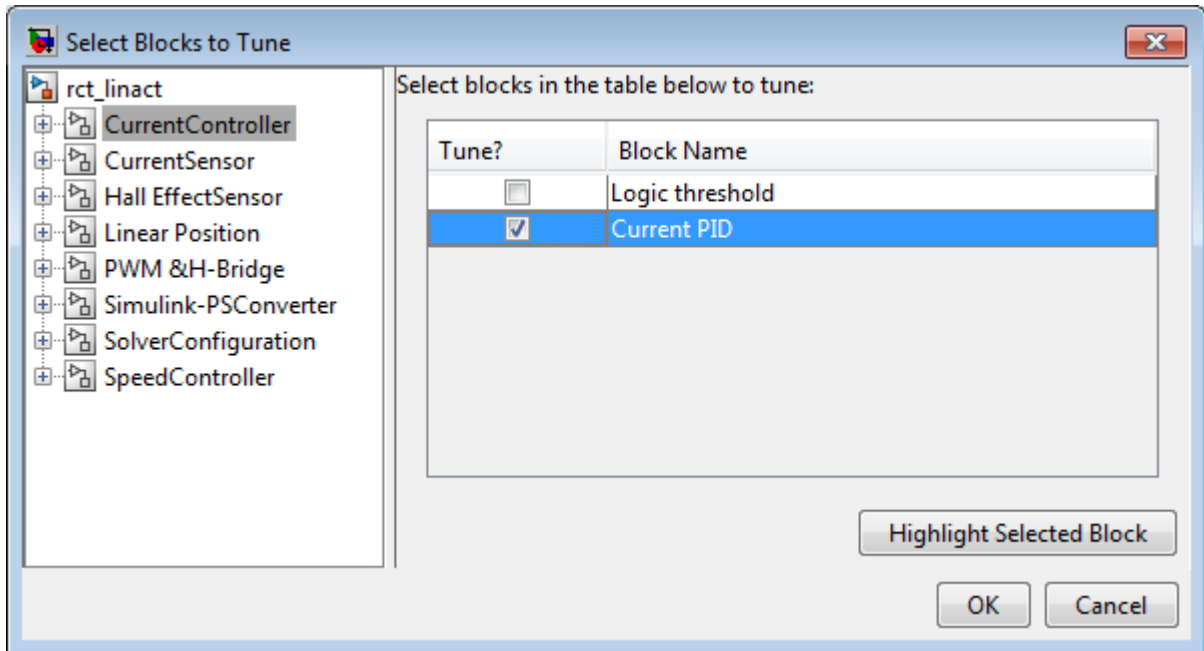 Select Blocks to Tune
rct_linact
CurrentController
CurrentSensor
Hall EffectSensor
Linear Position
PWM &H-Bridge
Simulink-PSConverter
SolverConfiguration
SpeedController
Select blocks in the table below to tune:
Tune? Block Name
Logic threshold
Current PID
Highlight Selected Block
OK Cancel